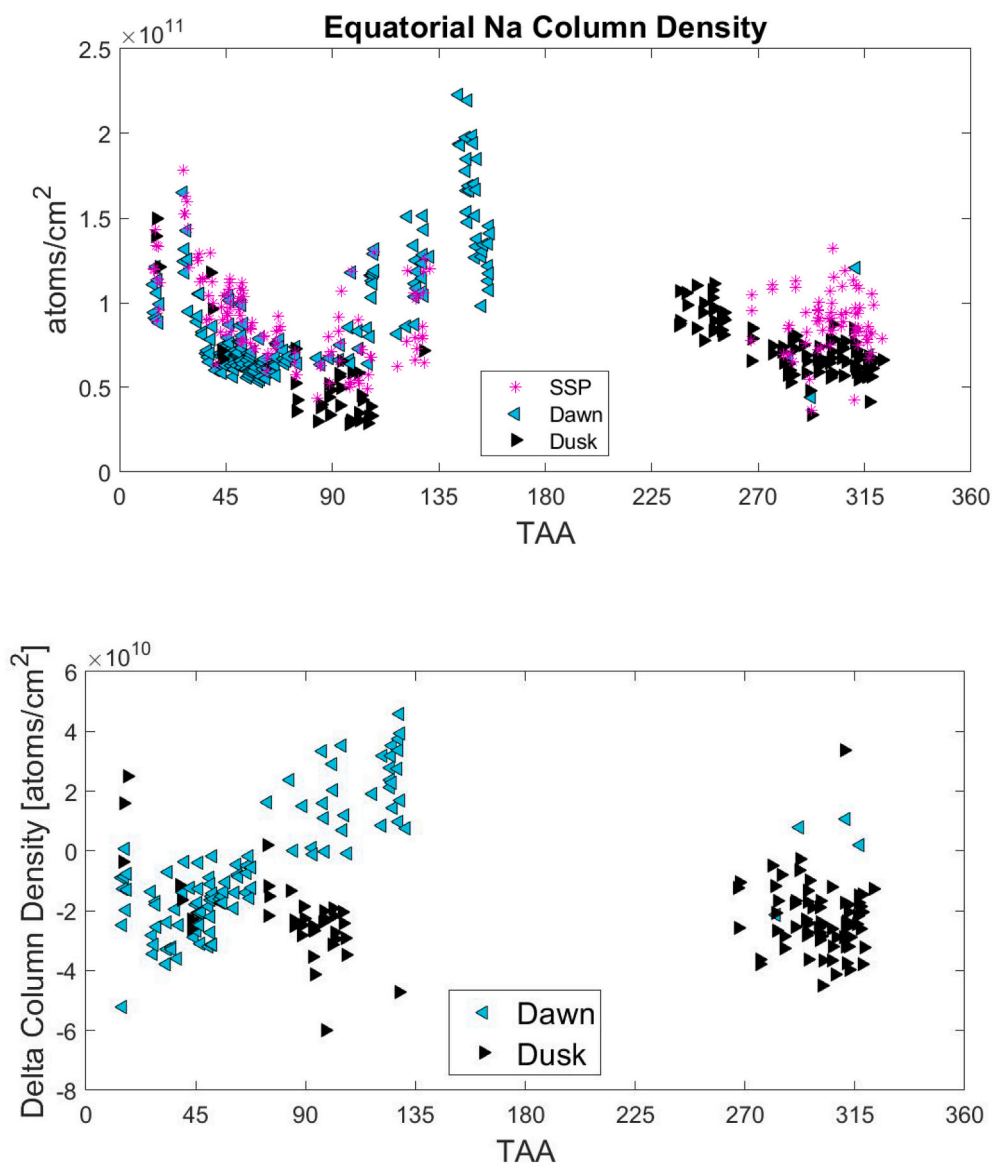 ×10^11
Equatorial Na Column Density
2.5
2
1.5
1
0.5
0
atoms/cm^2
SSP
Dawn
Dusk
0 45 90 135 180 225 270 315 360
TAA
×10^10
6
4
2
0
-2
-4
-6
-8
Delta Column Density [atoms/cm^2]
Dawn
Dusk
0 45 90 135 180 225 270 315 360
TAA